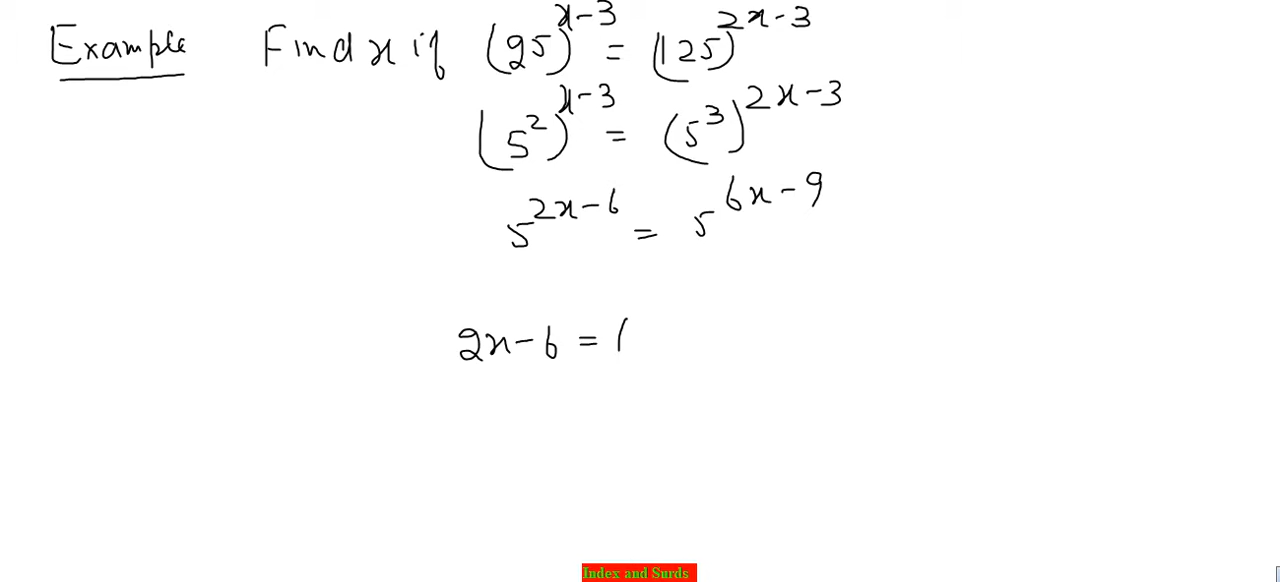 Example Find x if (25)^{x-3} = (125)^{2x-3}
(5^2)^{x-3} = (5^3)^{2x-3}
5^{2x-6} = 5^{6x-9}
2x-6 = (
Index and Surds